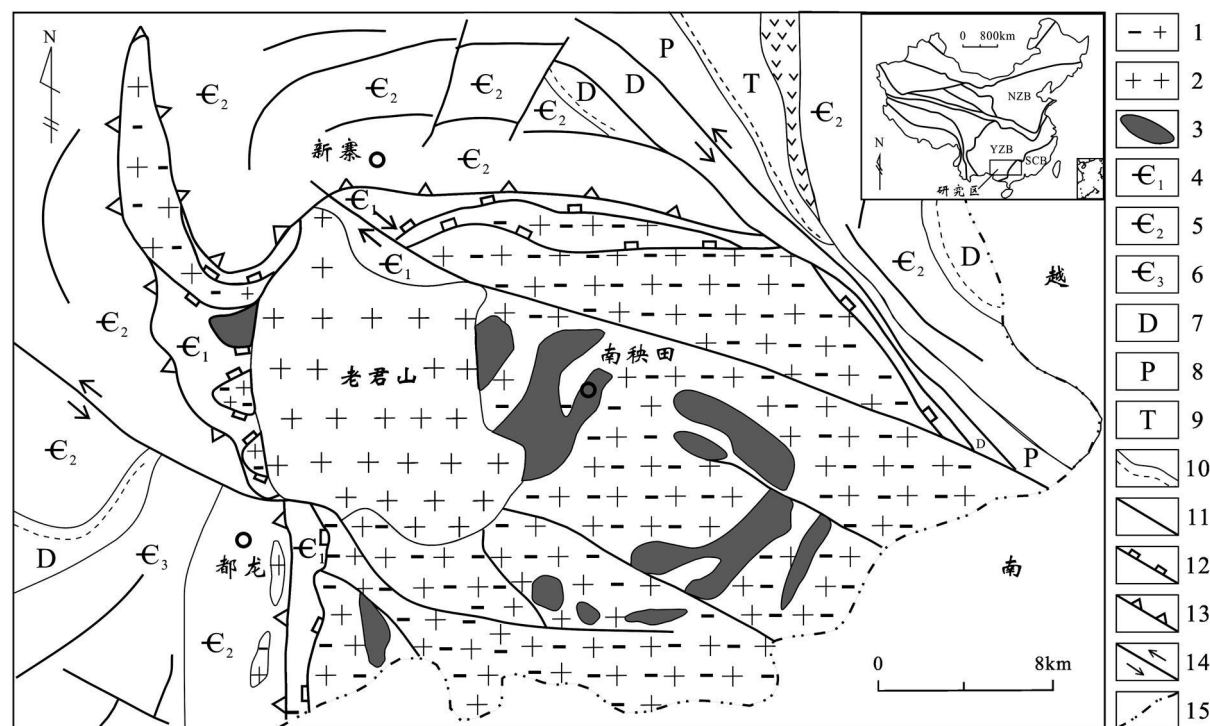 N
Є₂
Є₂
Є₂
Є₂
D
D
P
T
Є₂
0 800km
NZB
YZB
SCB
N
研究区
新寨
Є₂
Є₁
Є₁
Є₂
D
越
Є₂
Є₁
老君山
南秧田
Є₂
D
P
D
Є₃
都龙
Є₁
Є₂
南
0 8km
1
2
3
Є₁ 4
Є₂ 5
Є₃ 6
D 7
P 8
T 9
10
11
12
13
14
15